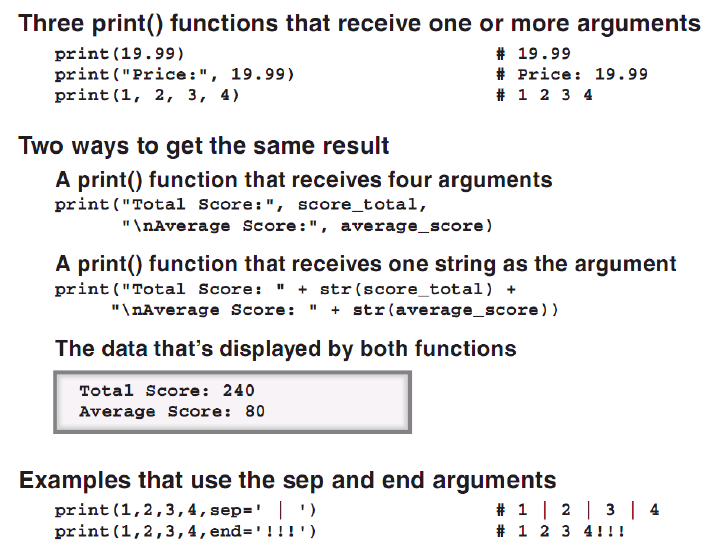 Three print() functions that receive one or more arguments
print(19.99) # 19.99
print("Price:", 19.99) # Price: 19.99
print(1, 2, 3, 4) # 1 2 3 4
Two ways to get the same result
A print() function that receives four arguments
print("Total Score:", score_total,
"\nAverage Score:", average_score)
A print() function that receives one string as the argument
print("Total Score: " + str(score_total) +
"\nAverage Score: " + str(average_score))
The data that's displayed by both functions
Total Score: 240
Average Score: 80
Examples that use the sep and end arguments
print(1,2,3,4,sep=' | ') # 1 | 2 | 3 | 4
print(1,2,3,4,end='!!!') # 1 2 3 4!!!